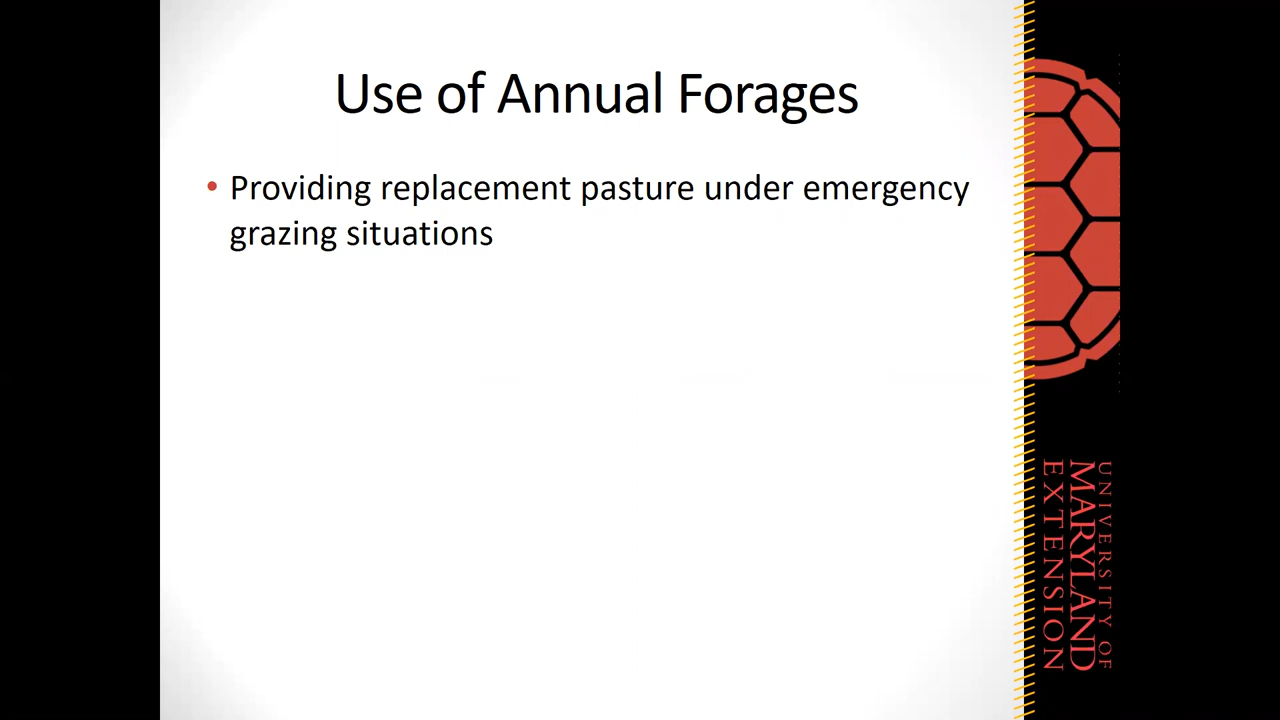 Use of Annual Forages
• Providing replacement pasture under emergency
grazing situations
UNIVERSITY OF
MARYLAND
EXTENSION